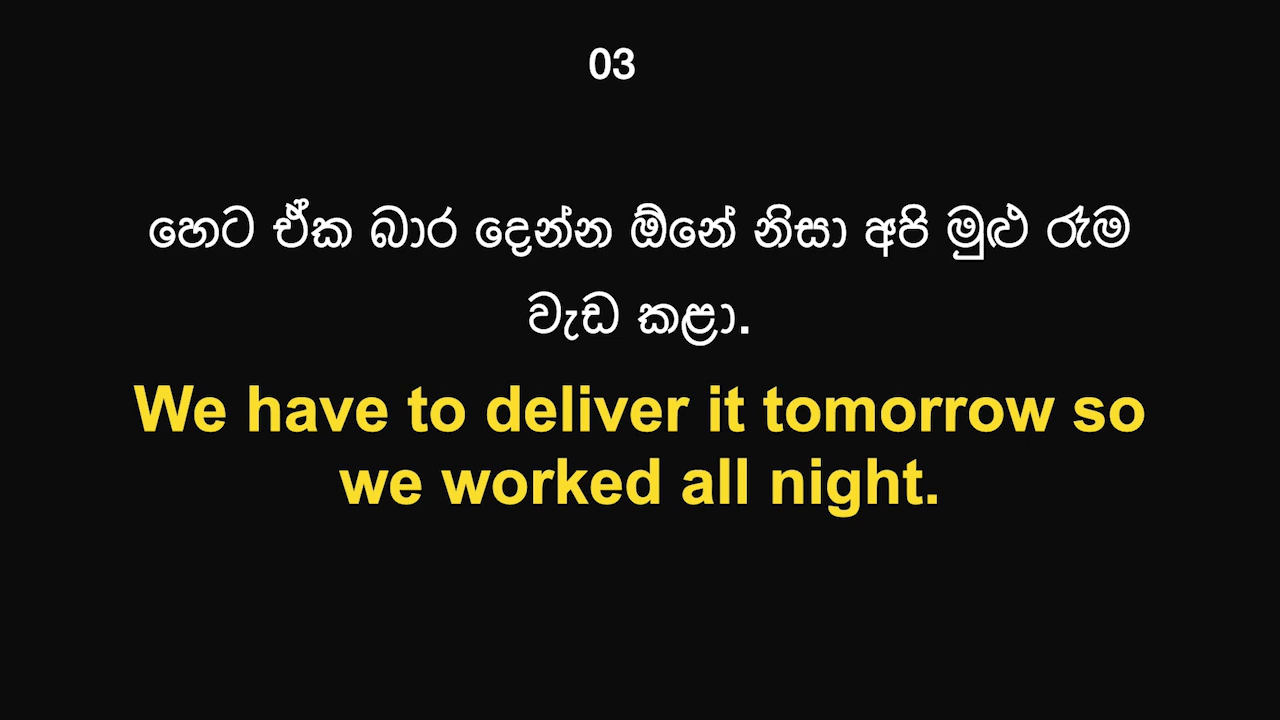 03
හෙට ඒක බාර දෙන්න ඕනේ නිසා අපි මුළු රෑම
වැඩ කළා.
We have to deliver it tomorrow so
we worked all night.